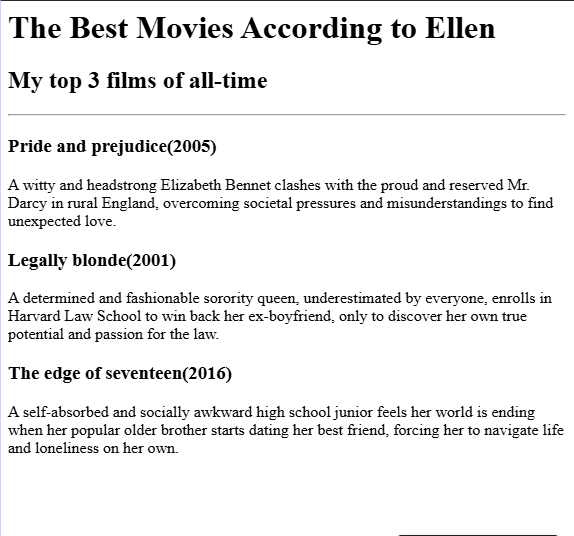 The Best Movies According to Ellen
My top 3 films of all-time
Pride and prejudice(2005)
A witty and headstrong Elizabeth Bennet clashes with the proud and reserved Mr.
Darcy in rural England, overcoming societal pressures and misunderstandings to find
unexpected love.
Legally blonde(2001)
A determined and fashionable sorority queen, underestimated by everyone, enrolls in
Harvard Law School to win back her ex-boyfriend, only to discover her own true
potential and passion for the law.
The edge of seventeen(2016)
A self-absorbed and socially awkward high school junior feels her world is ending
when her popular older brother starts dating her best friend, forcing her to navigate life
and loneliness on her own.